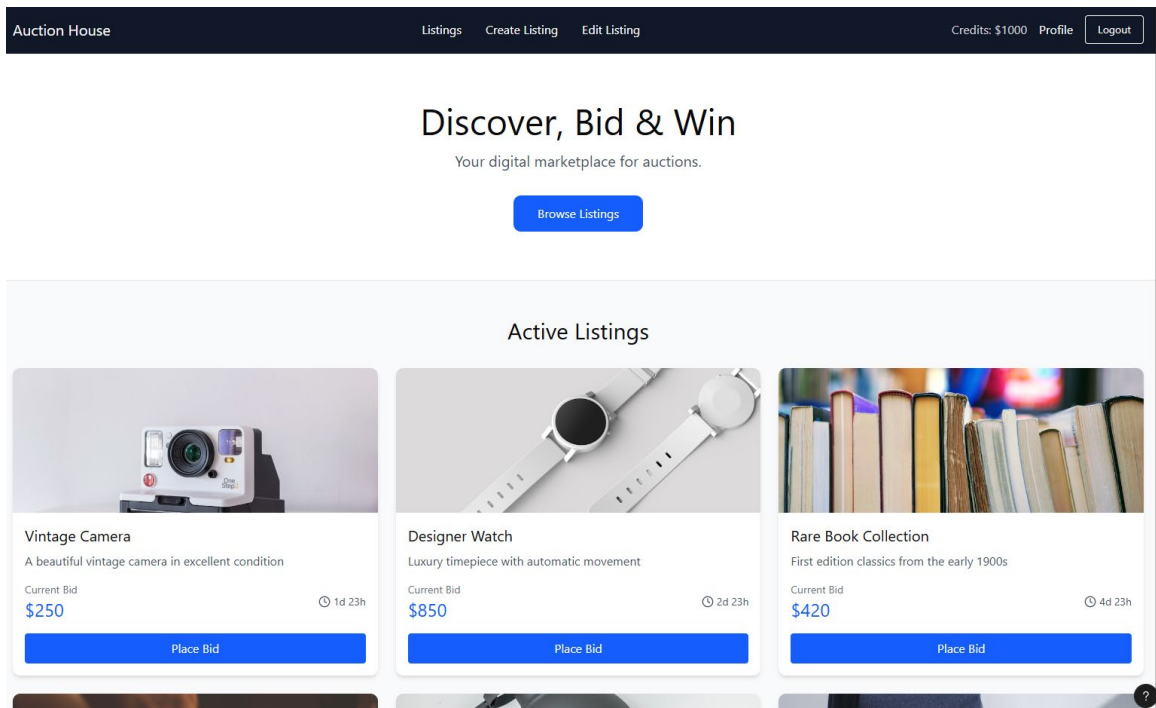 Auction House
Listings
Create Listing
Edit Listing
Credits: $1000
Profile
Logout
Discover, Bid & Win
Your digital marketplace for auctions.
Browse Listings
Active Listings
One
Step
Vintage Camera
A beautiful vintage camera in excellent condition
Current Bid
$250
1d 23h
Place Bid
Designer Watch
Luxury timepiece with automatic movement
Current Bid
$850
2d 23h
Place Bid
Rare Book Collection
First edition classics from the early 1900s
Current Bid
$420
4d 23h
Place Bid
?